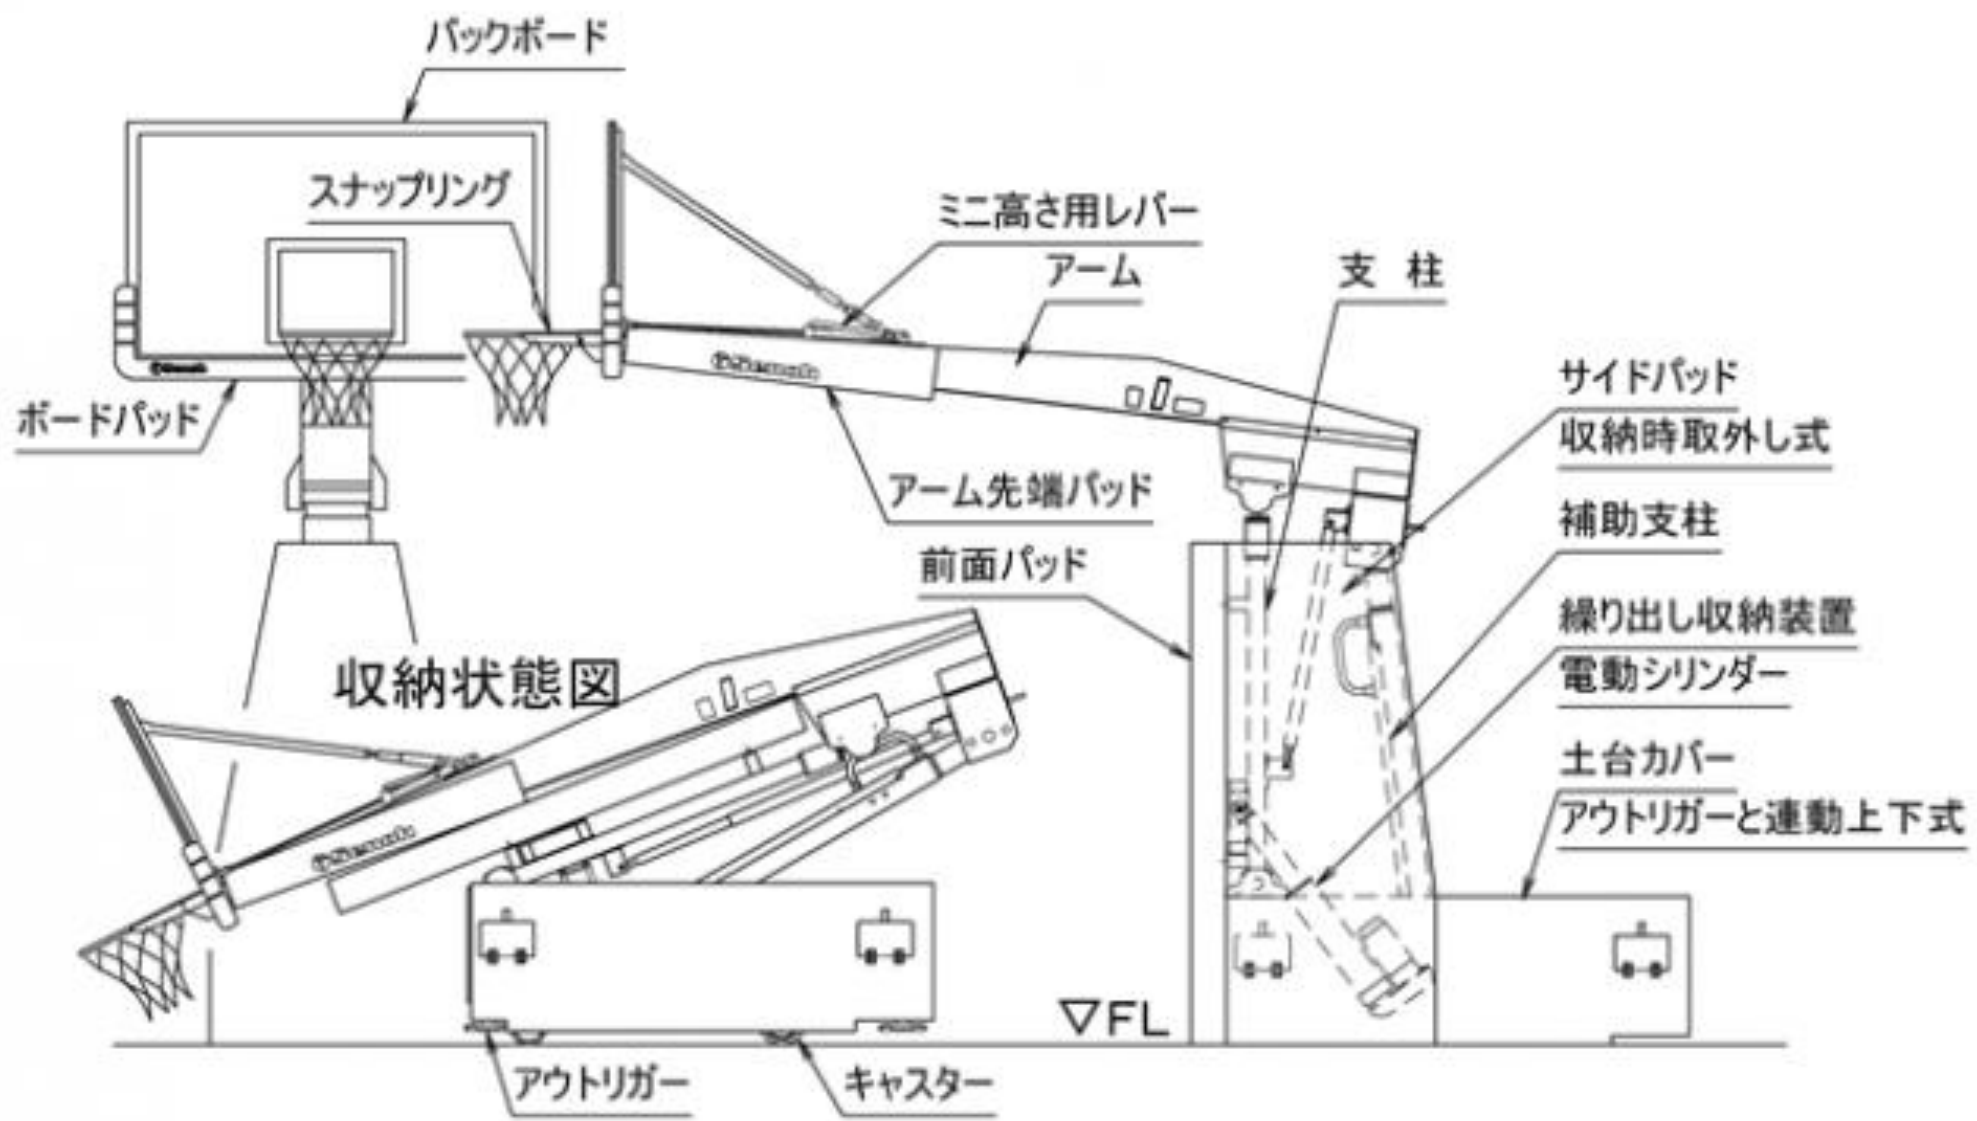 バックボード
スナップリング
ミニ高さ用レバー
アーム
支 柱
サイドパッド
収納時取外し式
ボードパッド
アーム先端パッド
補助支柱
前面パッド
繰り出し収納装置
電動シリンダー
収納状態図
土台カバー
アウトリガーと連動上下式
▽FL
アウトリガー
キャスター
Senoh
Senoh
Senoh